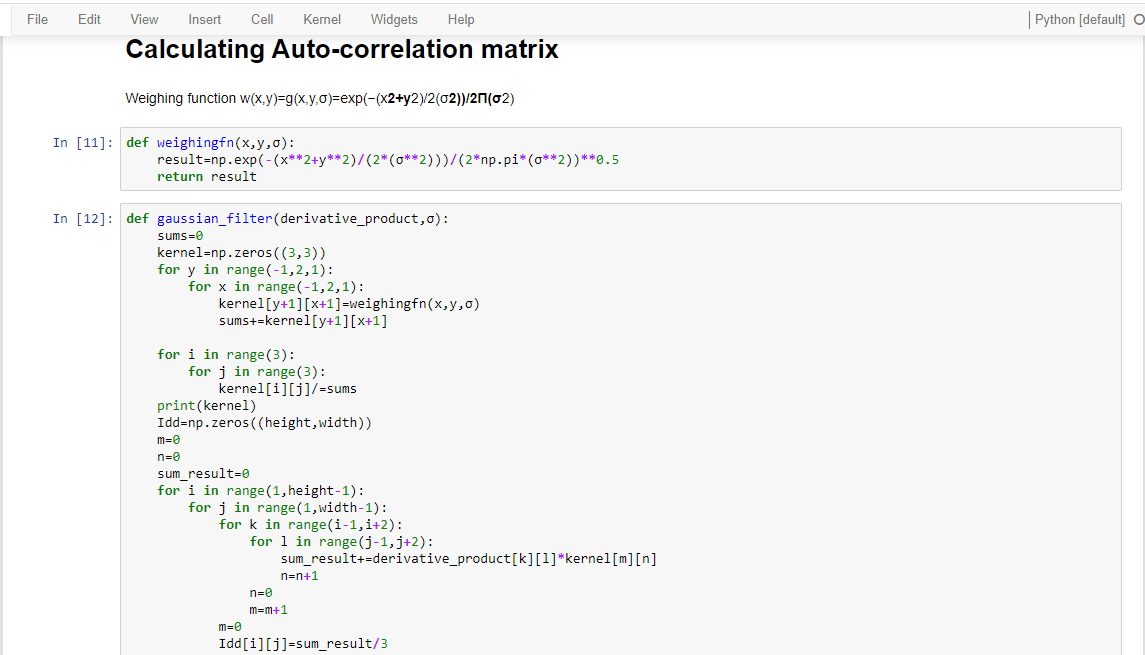 File Edit View Insert Cell Kernel Widgets Help Python [default]
Calculating Auto-correlation matrix
Weighing function w(x,y)=g(x,y,σ)=exp(−(x2+y2)/2(σ2))/2Π(σ2)
In [11]: def weighingfn(x,y,σ):
    result=np.exp(-(x**2+y**2)/(2*(σ**2)))/(2*np.pi*(σ**2))**0.5
    return result
In [12]: def gaussian_filter(derivative_product,σ):
    sums=0
    kernel=np.zeros((3,3))
    for y in range(-1,2,1):
        for x in range(-1,2,1):
            kernel[y+1][x+1]=weighingfn(x,y,σ)
            sums+=kernel[y+1][x+1]
    for i in range(3):
        for j in range(3):
            kernel[i][j]/=sums
    print(kernel)
    Idd=np.zeros((height,width))
    m=0
    n=0
    sum_result=0
    for i in range(1,height-1):
        for j in range(1,width-1):
            for k in range(i-1,i+2):
                for l in range(j-1,j+2):
                    sum_result+=derivative_product[k][l]*kernel[m][n]
                    n=n+1
                n=0
                m=m+1
            m=0
            Idd[i][j]=sum_result/3